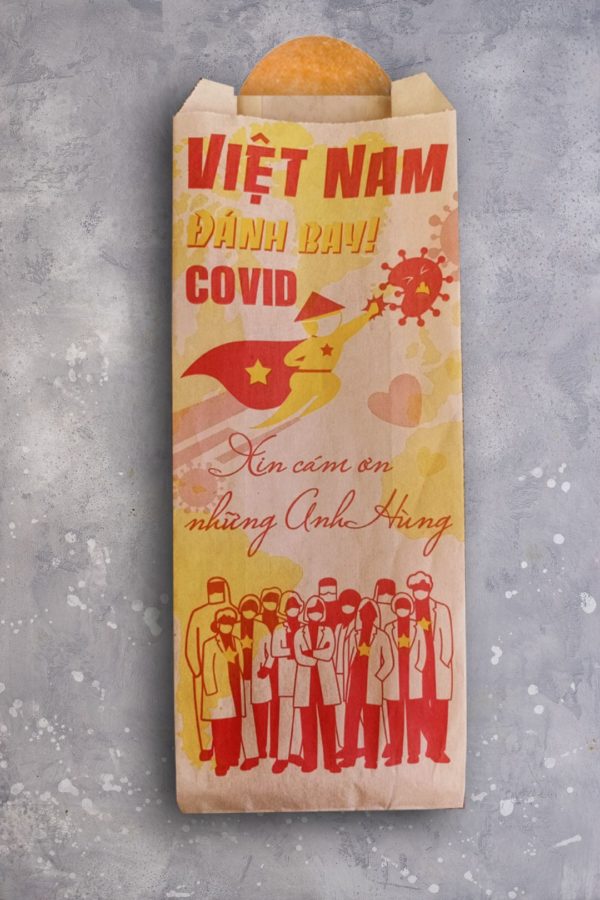 VIỆT NAM
ĐÁNH BAY!
COVID
Xin cám ơn
những Anh Hùng